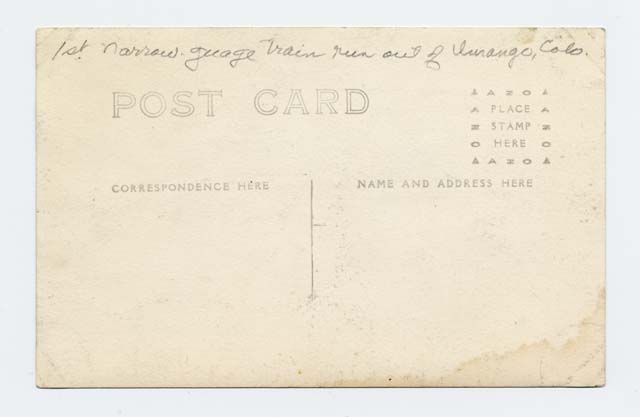 1st. narrow-guage train run out of Durango, Colo.
POST CARD
AZO
PLACE
STAMP
HERE
AZO
CORRESPONDENCE HERE
NAME AND ADDRESS HERE